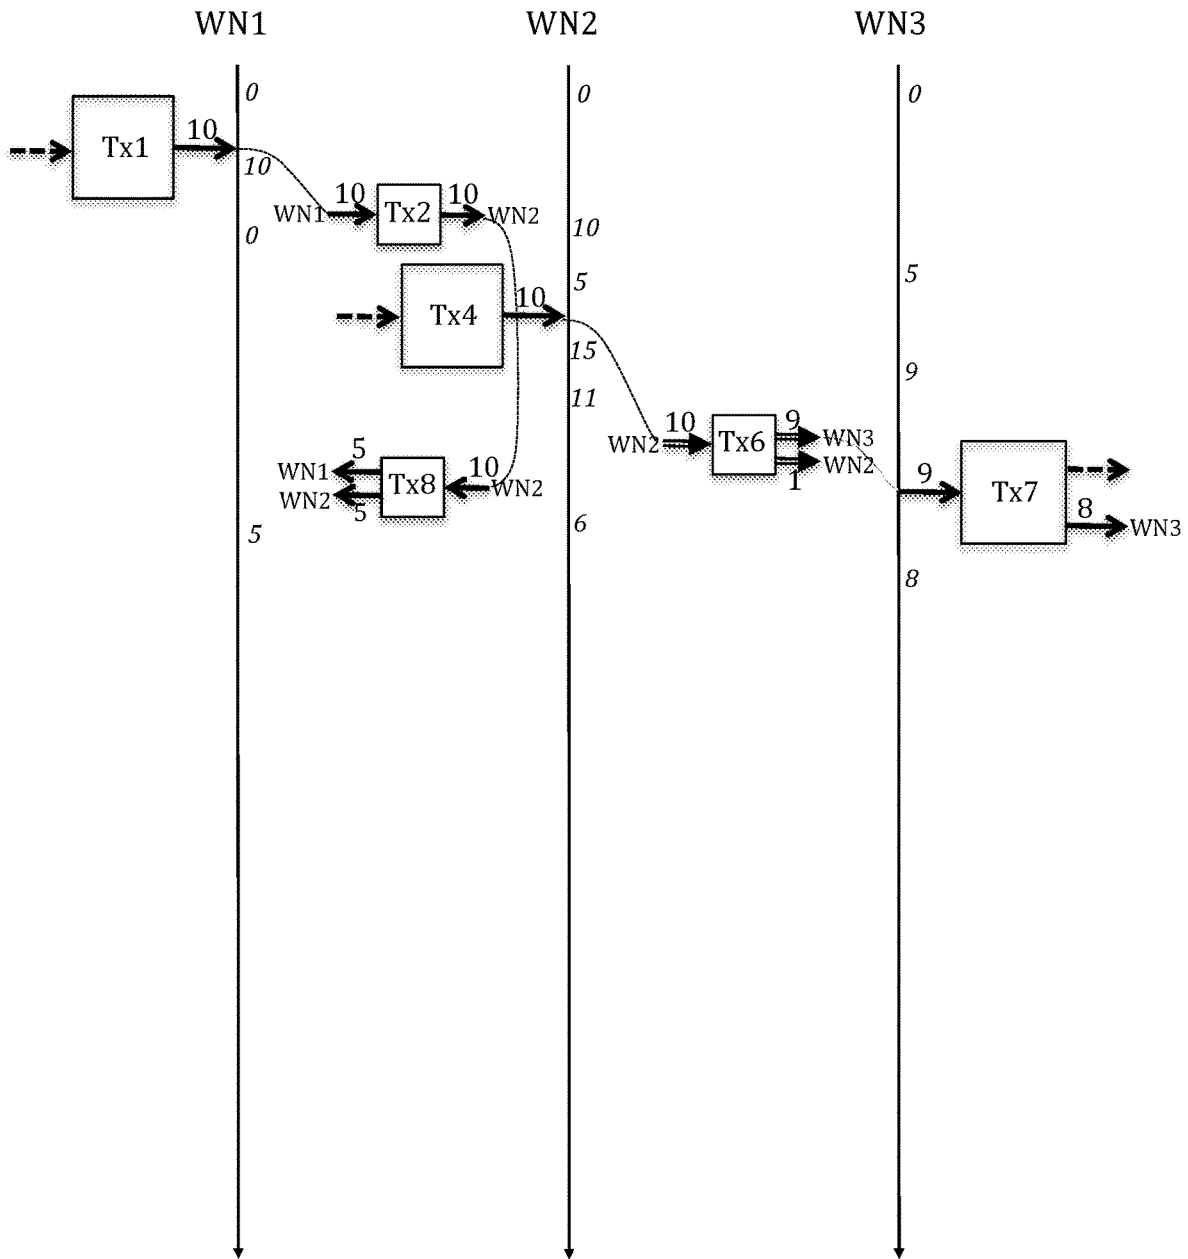 WN1 WN2 WN3
0 0 0
Tx1 10
10
WN1 10 Tx2 10 WN2
0 10
5 5
Tx4 10
15
9
11
WN2 10 Tx6 9 WN3
1 WN2
WN1 5 Tx8 10 WN2
WN2 5
9 Tx7
8 WN3
5 6
8